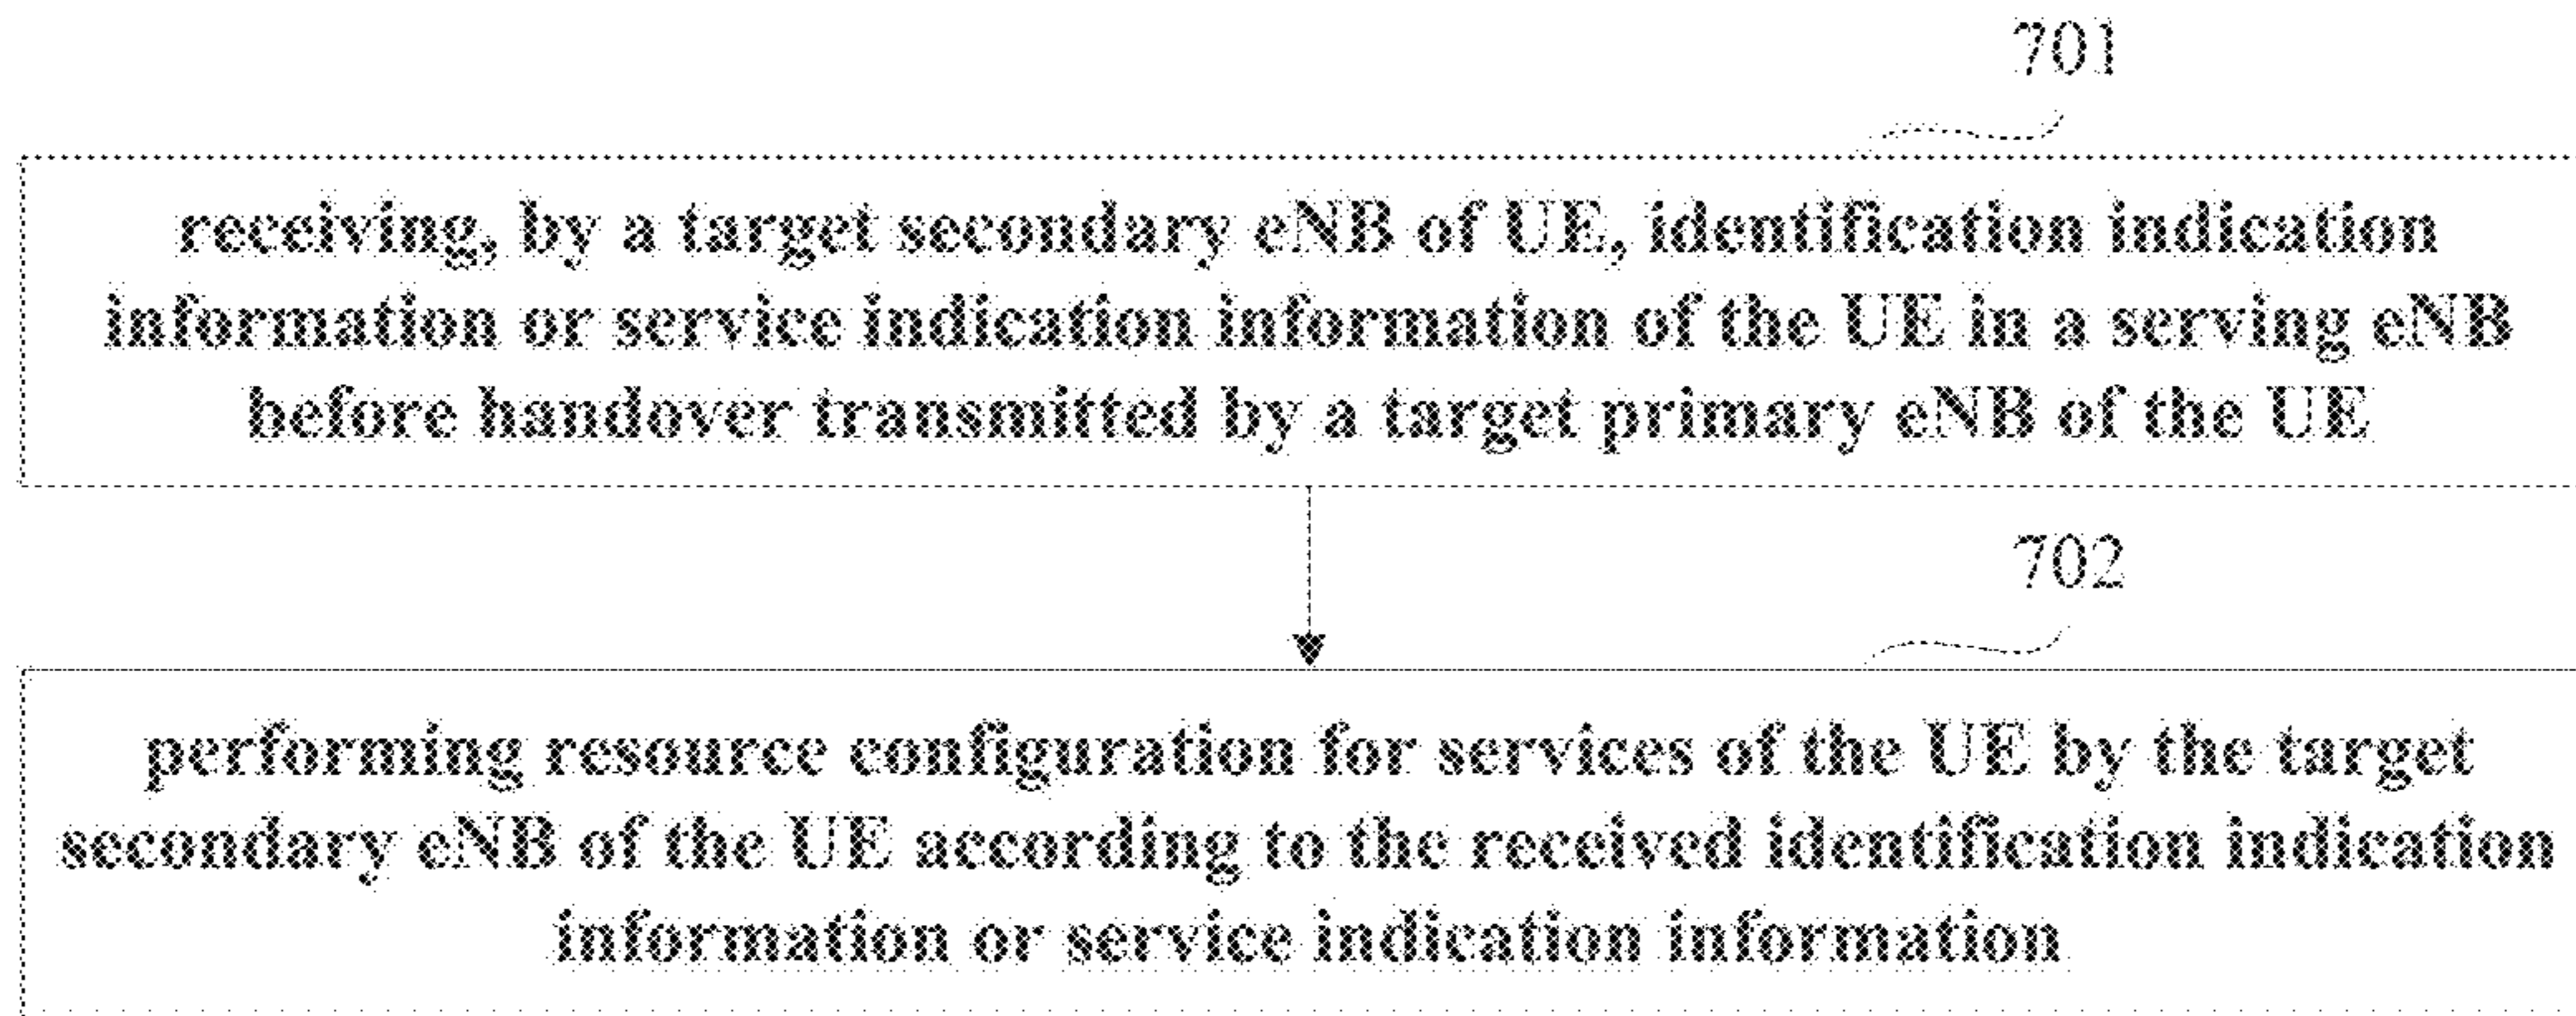 701
receiving, by a target secondary eNB of UE, identification indication
information or service indication information of the UE in a serving eNB
before handover transmitted by a target primary eNB of the UE
702
performing resource configuration for services of the UE by the target
secondary eNB of the UE according to the received identification indication
information or service indication information